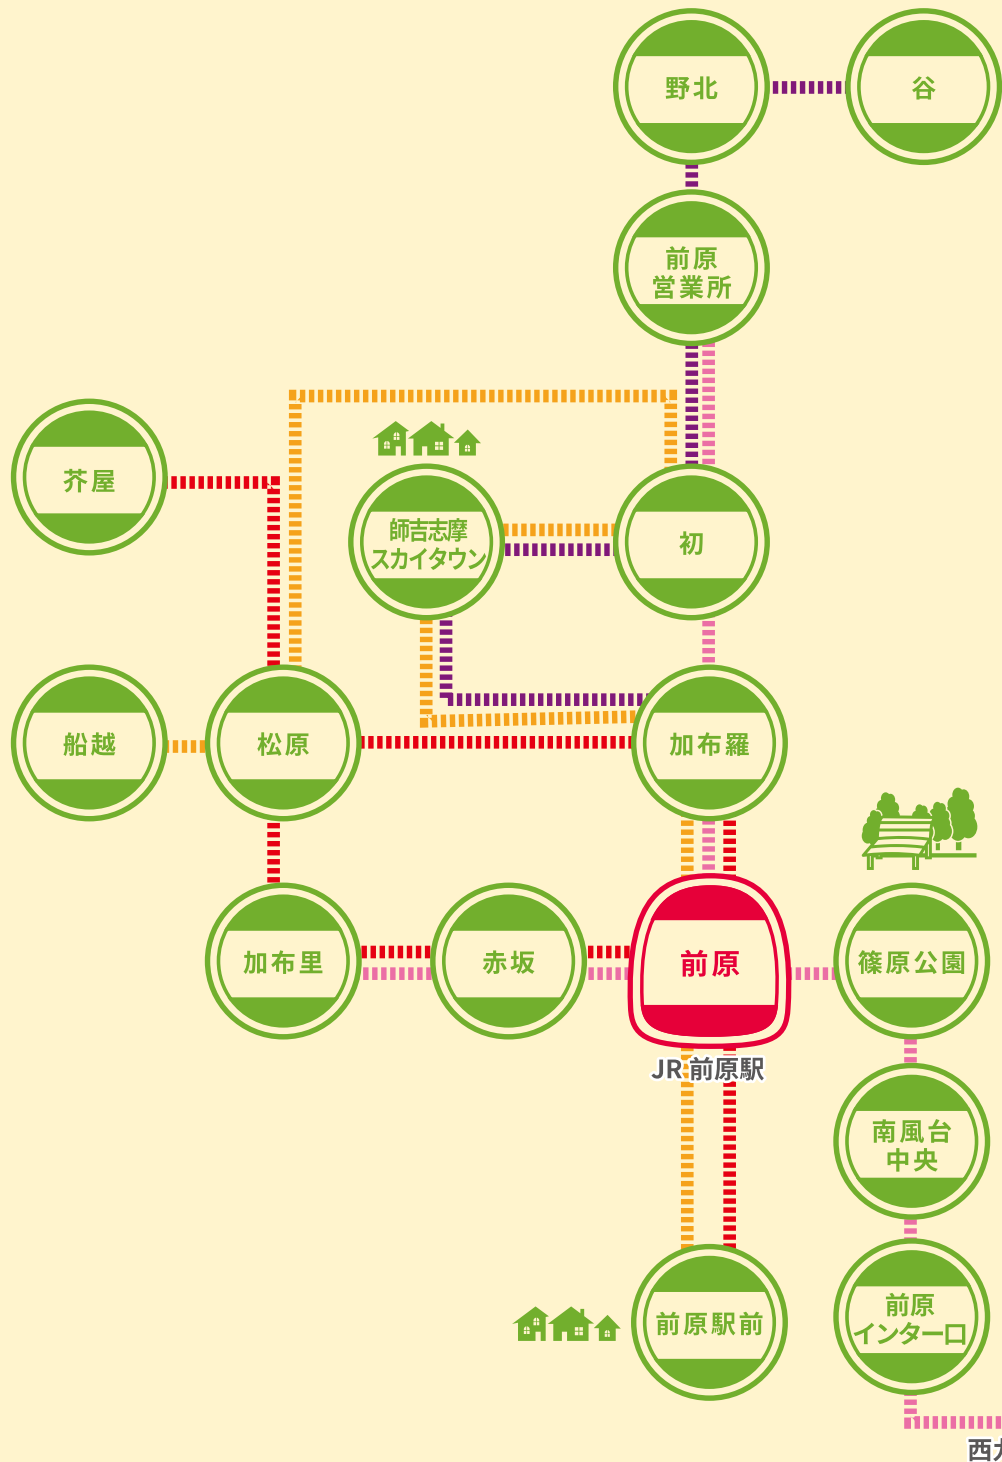 野北
谷
前原
営業所
芥屋
師吉志摩
スカイタウン
初
船越
松原
加布羅
加布里
赤坂
前原
篠原公園
JR前原駅
南風台
中央
前原駅前
前原
インター口
西